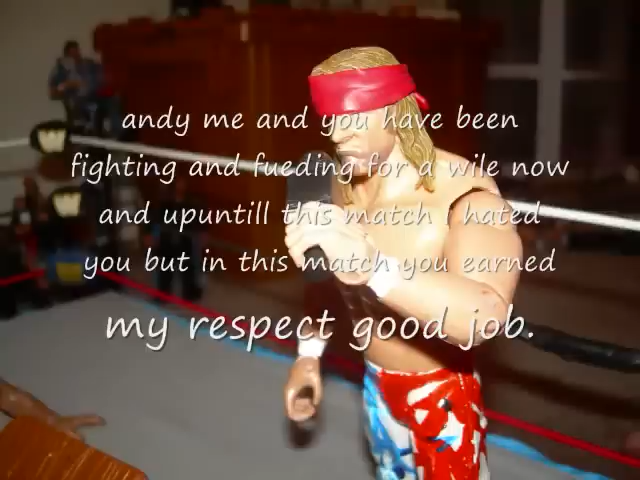 andy me and you have been
fighting and fueding for a wile now
and upuntill this match i hated
you but in this match you earned
my respect good job.